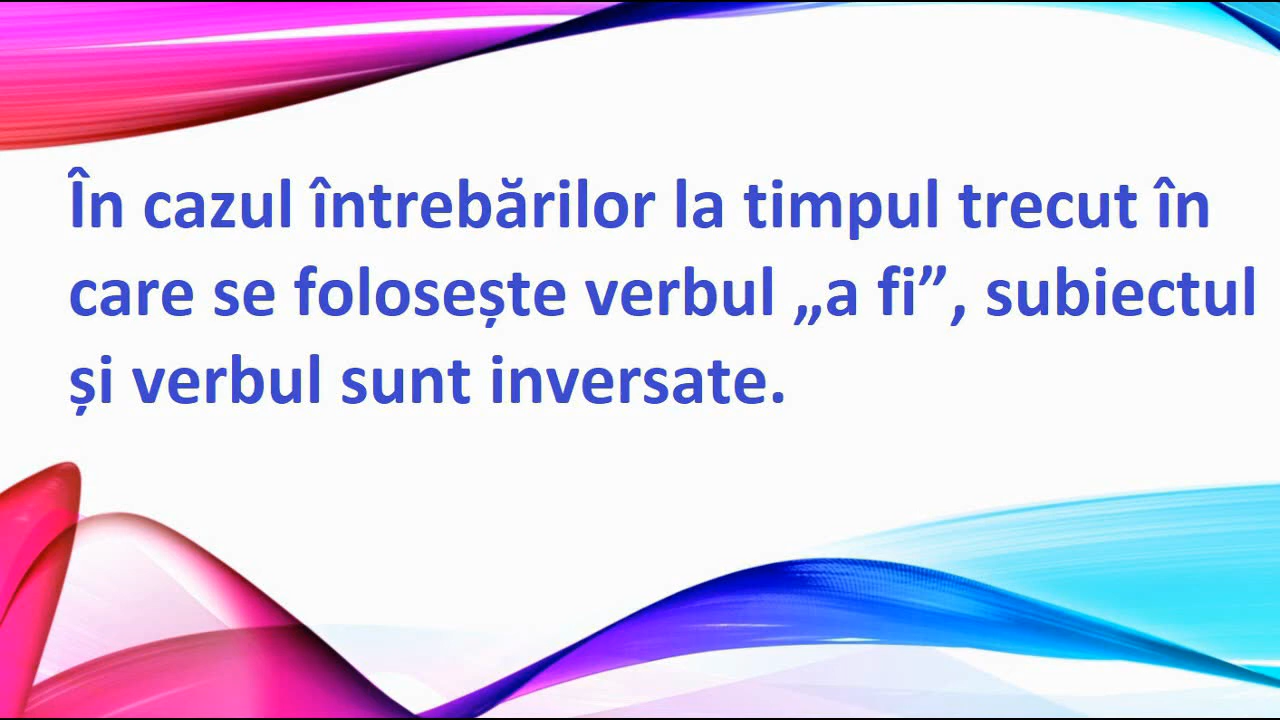 În cazul întrebărilor la timpul trecut în
care se folosește verbul „a fi”, subiectul
și verbul sunt inversate.